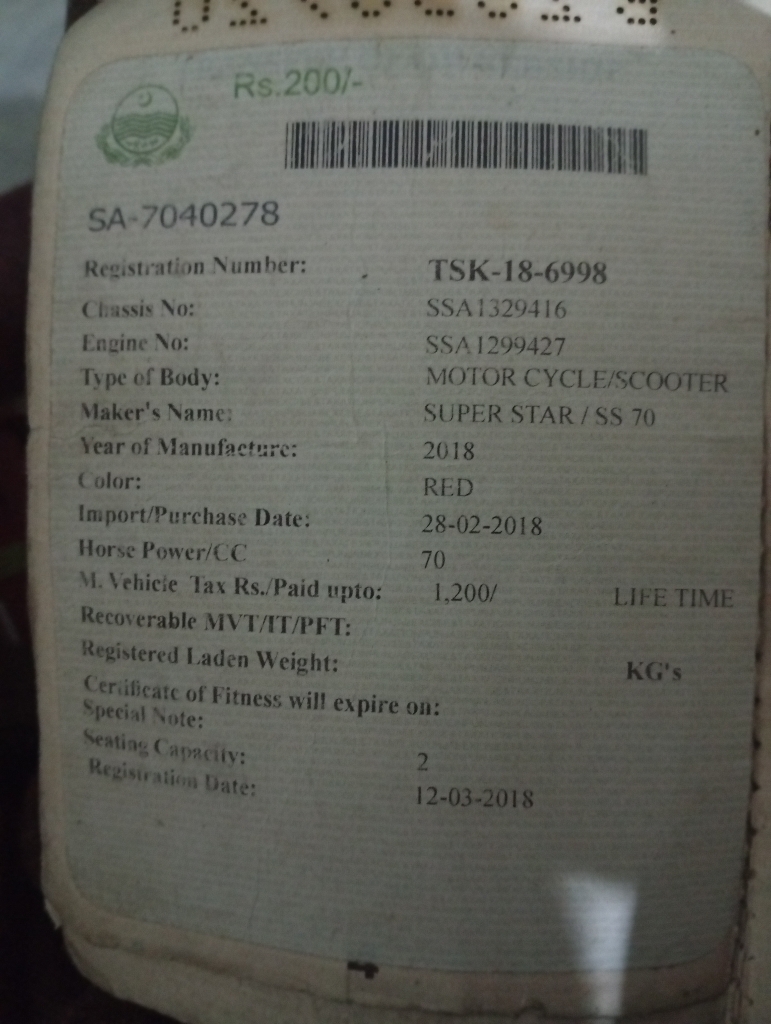 Rs.200/-
SA-7040278
Registration Number: TSK-18-6998
Chassis No: SSA1329416
Engine No: SSA1299427
Type of Body: MOTOR CYCLE/SCOOTER
Maker's Name: SUPER STAR / SS 70
Year of Manufacture: 2018
Color: RED
Import/Purchase Date: 28-02-2018
Horse Power/CC 70
M. Vehicle Tax Rs./Paid upto: 1,200/ LIFE TIME
Recoverable MVT/IT/PFT:
Registered Laden Weight: KG's
Certificate of Fitness will expire on:
Special Note:
Seating Capacity: 2
Registration Date: 12-03-2018